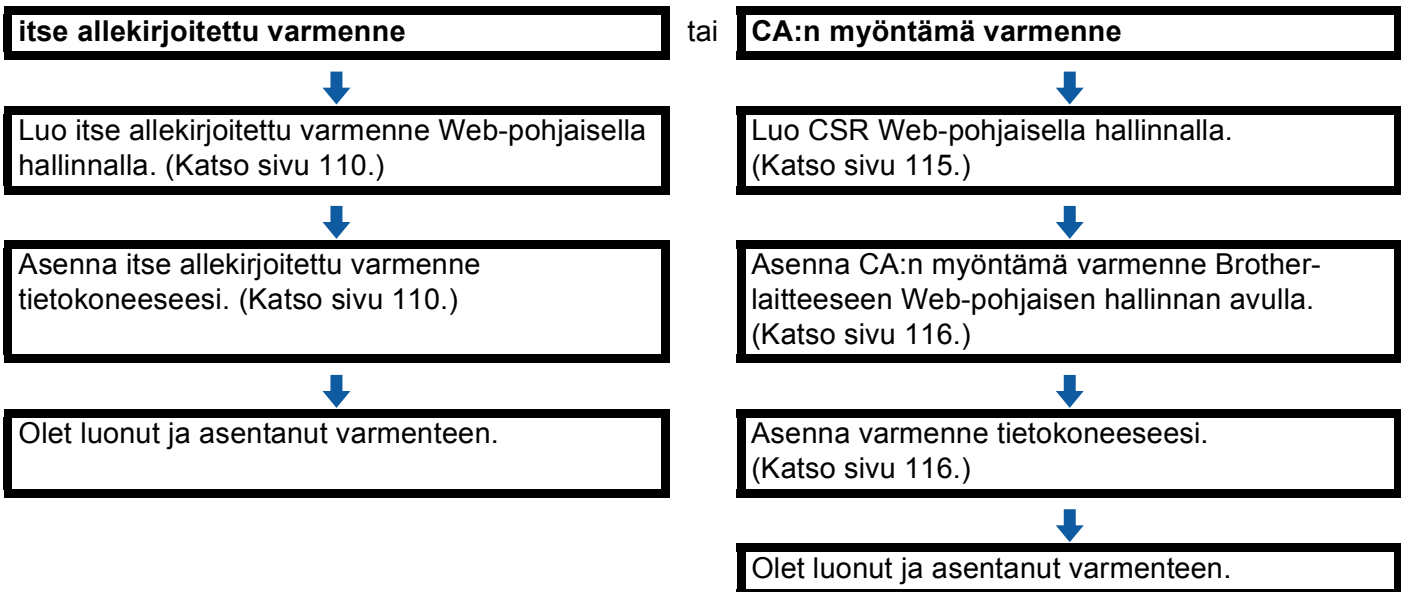 itse allekirjoitettu varmenne
tai
CA:n myöntämä varmenne
Luo itse allekirjoitettu varmenne Web-pohjaisella
hallinnalla. (Katso sivu 110.)
Luo CSR Web-pohjaisella hallinnalla.
(Katso sivu 115.)
Asenna itse allekirjoitettu varmenne
tietokoneeseesi. (Katso sivu 110.)
Asenna CA:n myöntämä varmenne Brother-
laitteeseen Web-pohjaisen hallinnan avulla.
(Katso sivu 116.)
Olet luonut ja asentanut varmenteen.
Asenna varmenne tietokoneeseesi.
(Katso sivu 116.)
Olet luonut ja asentanut varmenteen.